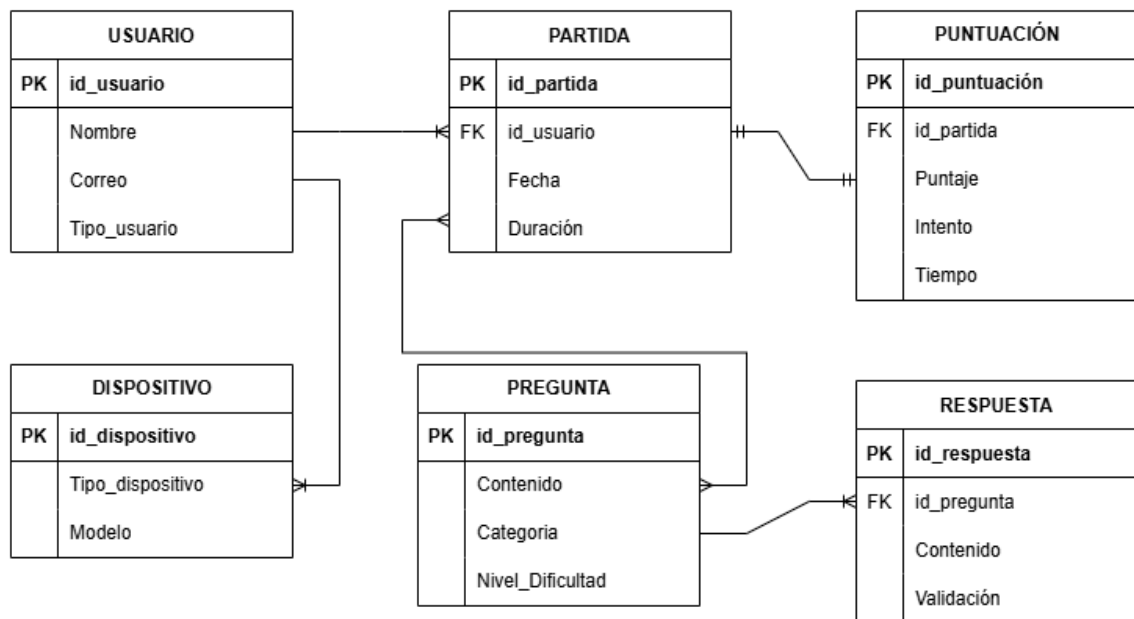 USUARIO
PK id_usuario
Nombre
Correo
Tipo_usuario
PARTIDA
PK id_partida
FK id_usuario
Fecha
Duración
PUNTUACIÓN
PK id_puntuación
FK id_partida
Puntaje
Intento
Tiempo
DISPOSITIVO
PK id_dispositivo
Tipo_dispositivo
Modelo
PREGUNTA
PK id_pregunta
Contenido
Categoria
Nivel_Dificultad
RESPUESTA
PK id_respuesta
FK id_pregunta
Contenido
Validación